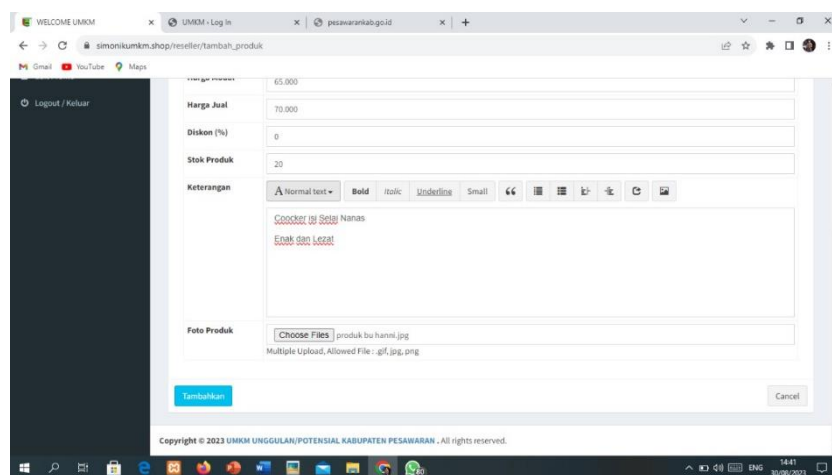 WELCOME UMKM
UMKM › Log In
pesawarankab.go.id
simonikumkm.shop/reseller/tambah_produk
Gmail YouTube Maps
65.000
Logout / Keluar
Harga Jual 70.000
Diskon (%) 0
Stok Produk 20
Keterangan A Normal text Bold Italic Underline Small
Coocker isi Selai Nanas
Enak dan Lezat
Foto Produk Choose Files produk bu hanni.jpg
Multiple Upload, Allowed File : .gif, jpg, png
Tambahkan Cancel
Copyright © 2023 UMKM UNGGULAN/POTENSIAL KABUPATEN PESAWARAN . All rights reserved.
ENG 14:41
30/08/2023